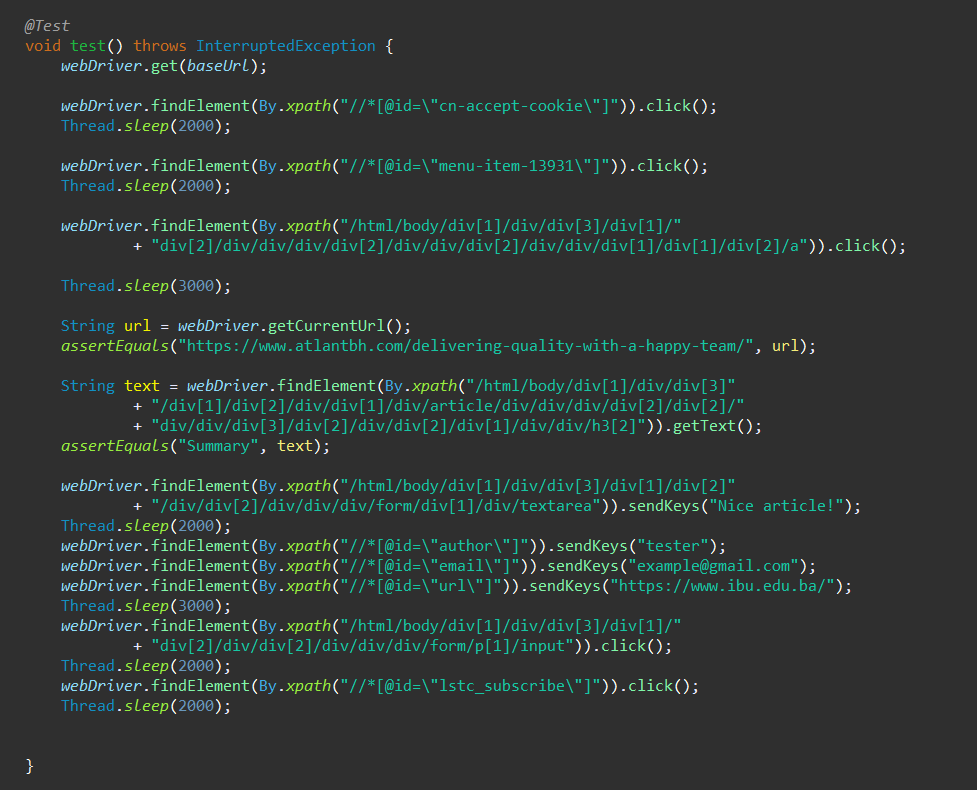 @Test
void test() throws InterruptedException {
    webDriver.get(baseUrl);

    webDriver.findElement(By.xpath("//*[@id=\"cn-accept-cookie\"]")).click();
    Thread.sleep(2000);

    webDriver.findElement(By.xpath("//*[@id=\"menu-item-13931\"]")).click();
    Thread.sleep(2000);

    webDriver.findElement(By.xpath("/html/body/div[1]/div/div[3]/div[1]/"
            + "div[2]/div/div/div/div[2]/div/div/div[2]/div/div/div[1]/div[1]/div[2]/a")).click();

    Thread.sleep(3000);

    String url = webDriver.getCurrentUrl();
    assertEquals("https://www.atlantbh.com/delivering-quality-with-a-happy-team/", url);

    String text = webDriver.findElement(By.xpath("/html/body/div[1]/div/div[3]"
            + "/div[1]/div[2]/div/div[1]/div/article/div/div/div/div[2]/div[2]/"
            + "div/div/div[3]/div[2]/div/div[2]/div[1]/div/div/h3[2]")).getText();
    assertEquals("Summary", text);

    webDriver.findElement(By.xpath("/html/body/div[1]/div/div[3]/div[1]/div[2]"
            + "/div/div[2]/div/div/div/form/div[1]/div/textarea")).sendKeys("Nice article!");
    Thread.sleep(2000);
    webDriver.findElement(By.xpath("//*[@id=\"author\"]")).sendKeys("tester");
    webDriver.findElement(By.xpath("//*[@id=\"email\"]")).sendKeys("example@gmail.com");
    webDriver.findElement(By.xpath("//*[@id=\"url\"]")).sendKeys("https://www.ibu.edu.ba/");
    Thread.sleep(3000);
    webDriver.findElement(By.xpath("/html/body/div[1]/div/div[3]/div[1]/"
            + "div[2]/div/div[2]/div/div/div/form/p[1]/input")).click();
    Thread.sleep(2000);
    webDriver.findElement(By.xpath("//*[@id=\"lstc_subscribe\"]")).click();
    Thread.sleep(2000);


}